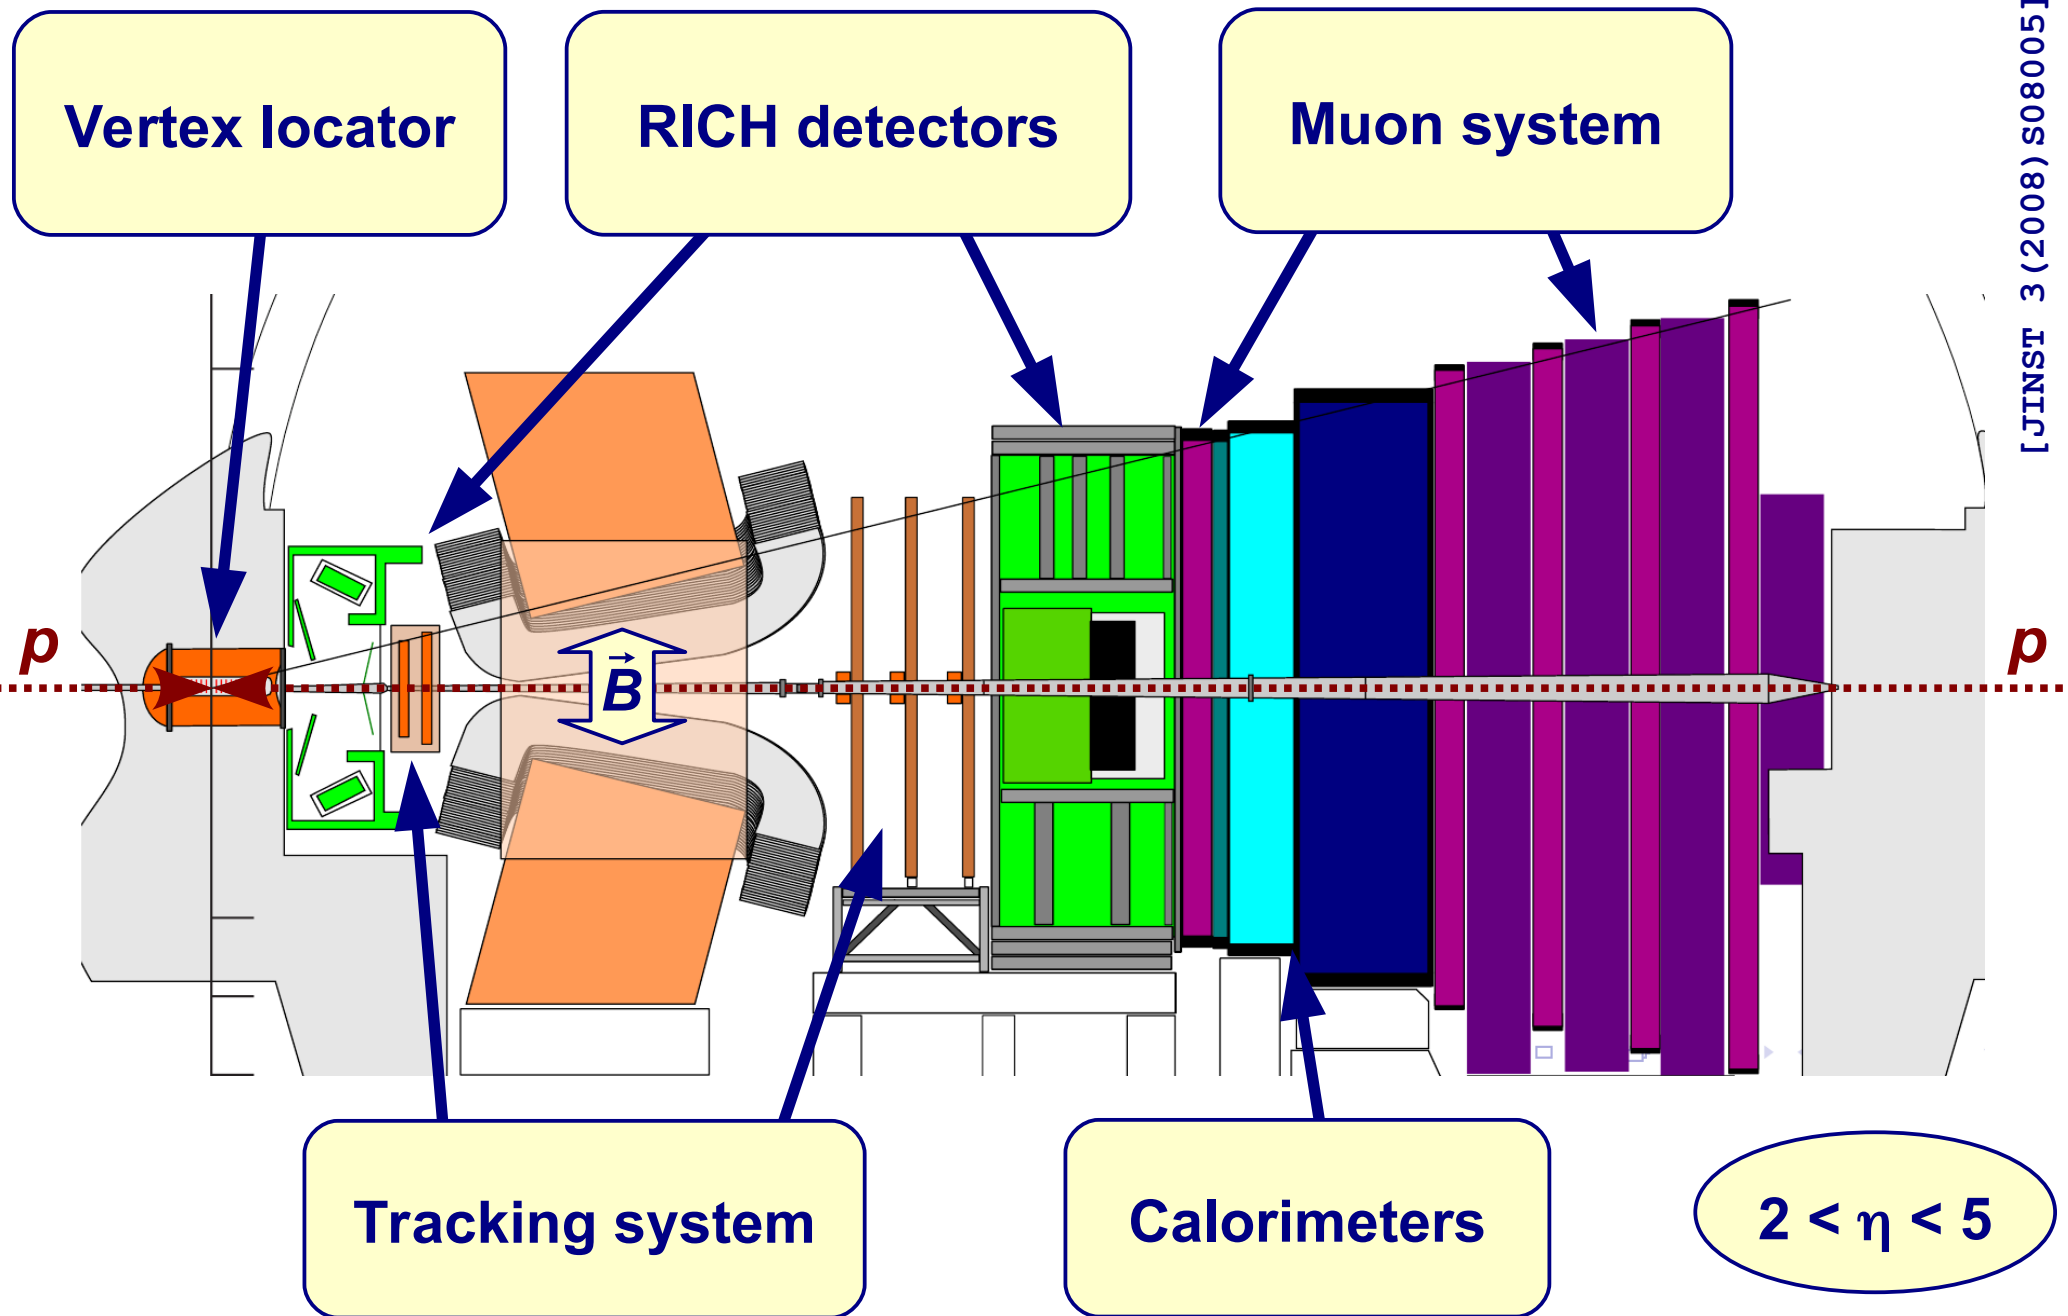 Vertex locator
RICH detectors
Muon system
[JINST 3(2008)S08005]
p
B
p
Tracking system
Calorimeters
2 < η < 5